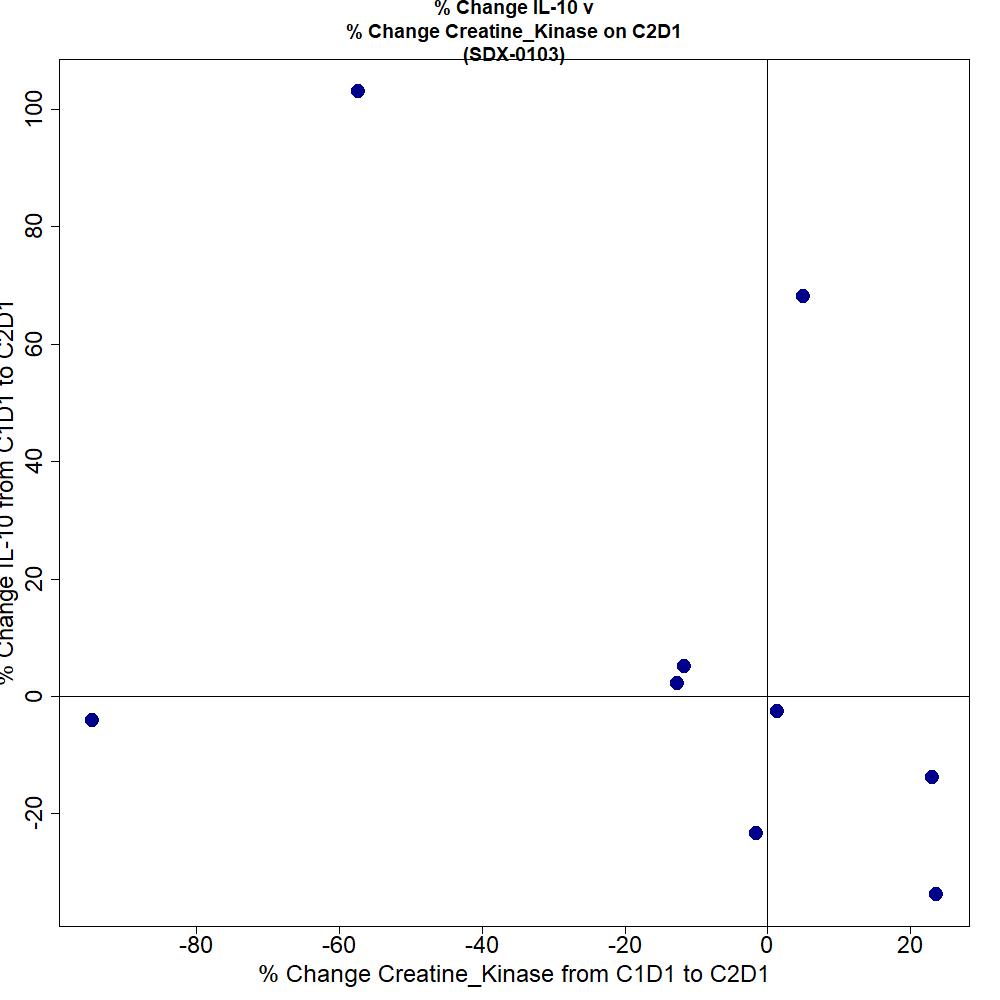 % Change IL-10 v
% Change Creatine_Kinase on C2D1
(SDX-0103)
% Change IL-10 from C1D1 to C2D1
100
80
60
40
20
0
-20
-80
-60
-40
-20
0
20
% Change Creatine_Kinase from C1D1 to C2D1